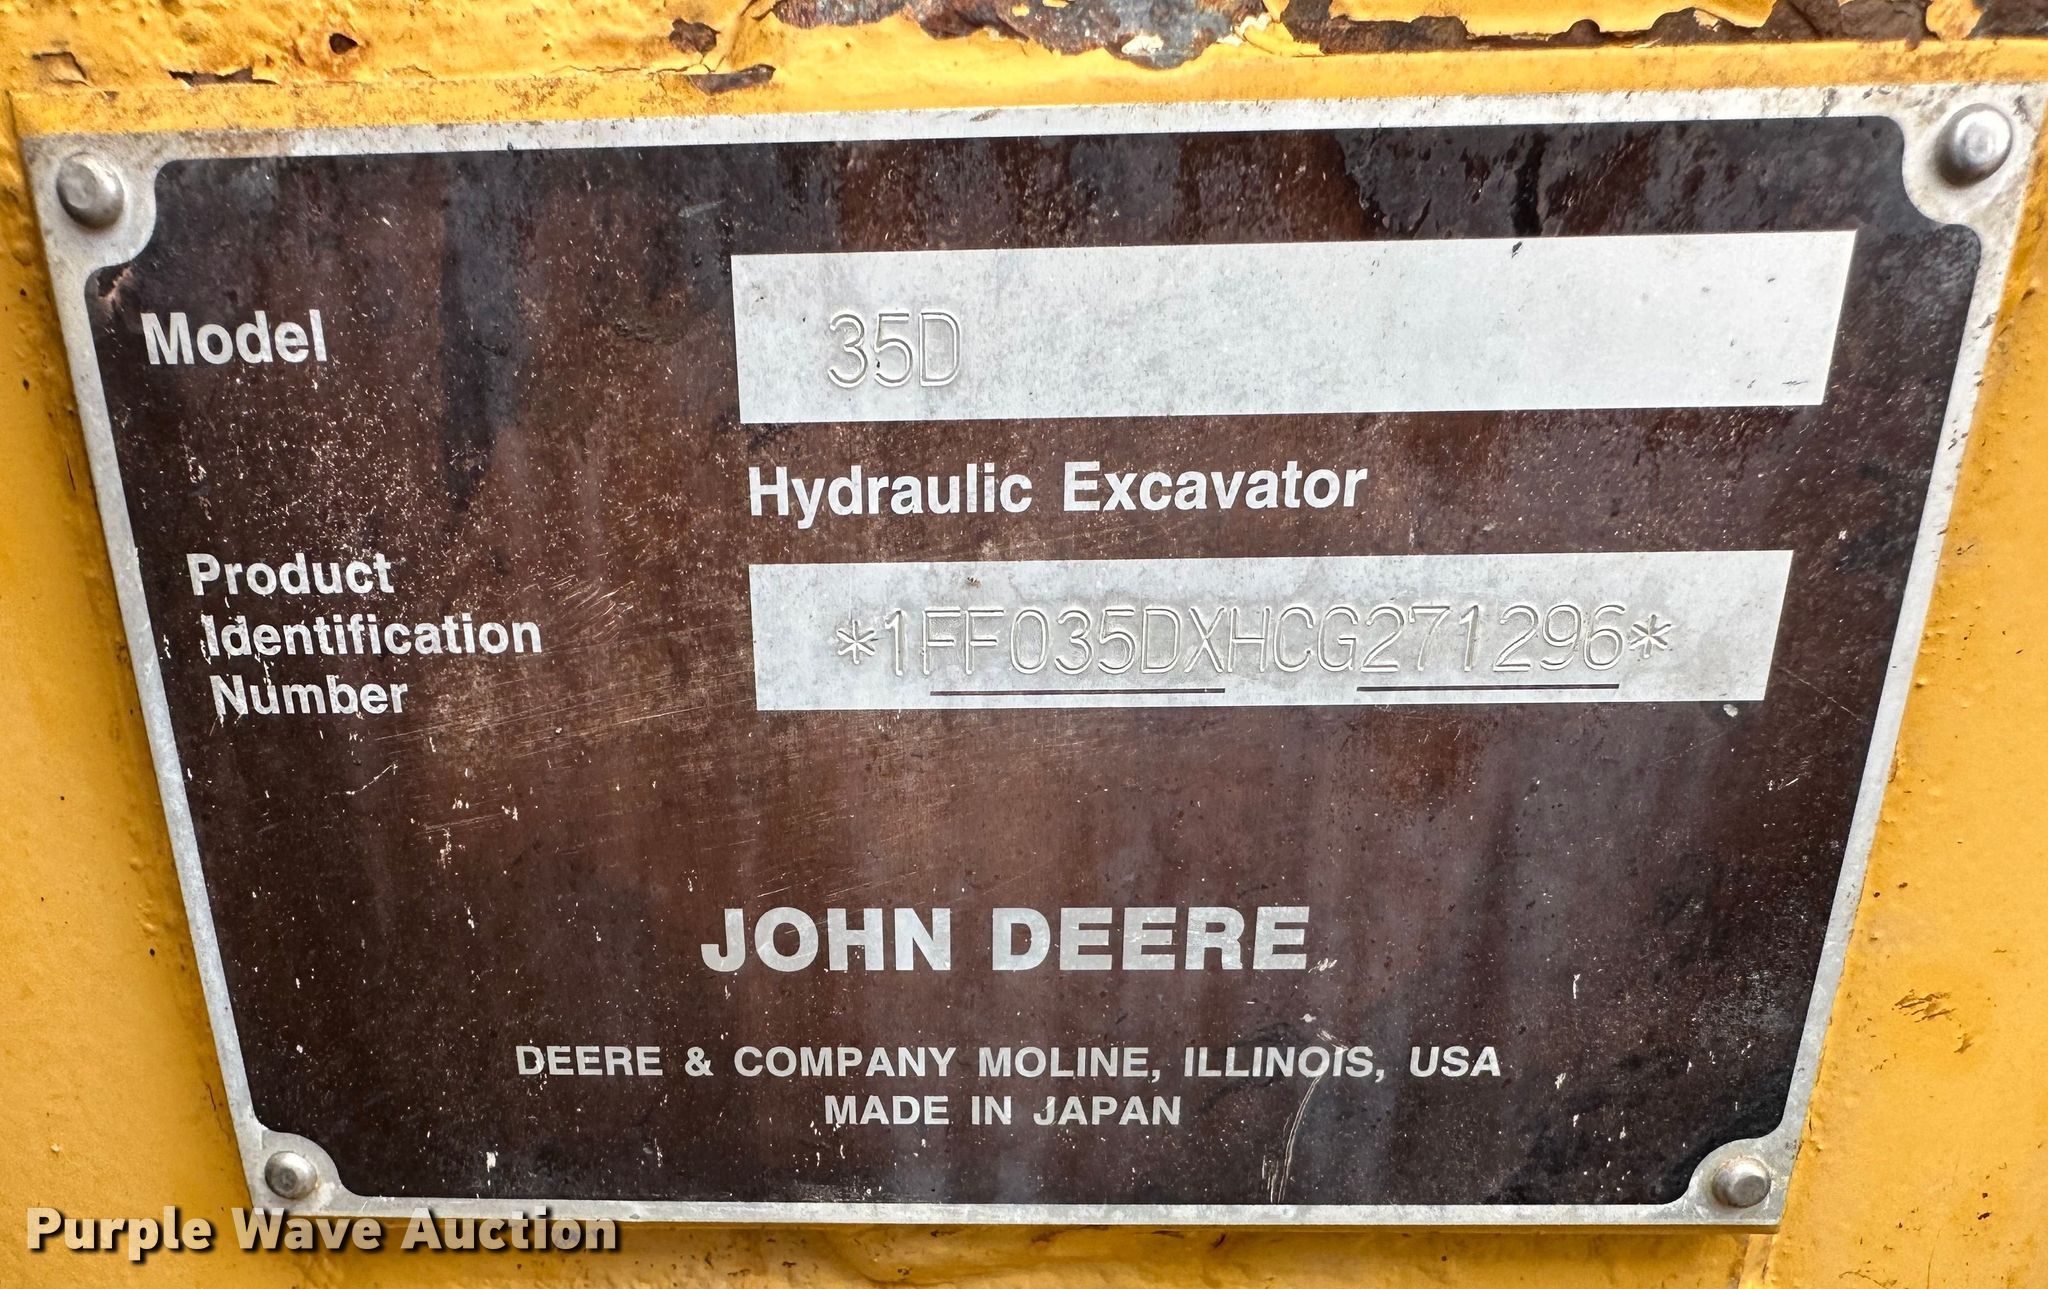 Model 35D
Hydraulic Excavator
Product
Identification
Number
*1FF035DXHCG271296*
JOHN DEERE
DEERE & COMPANY MOLINE, ILLINOIS, USA
MADE IN JAPAN
Purple Wave Auction